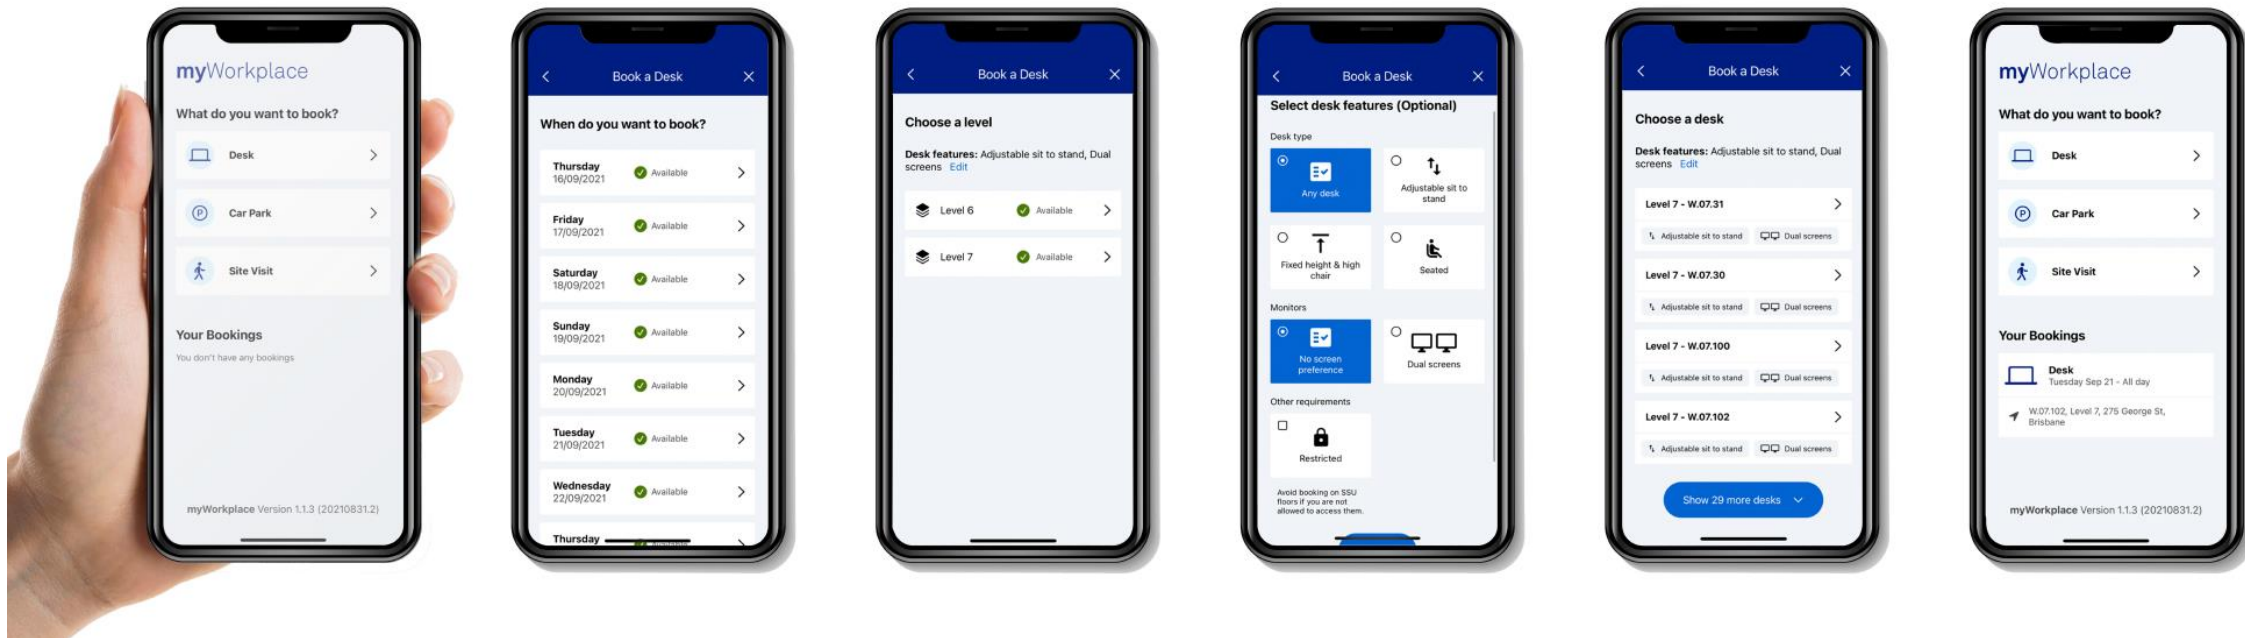 myWorkplace
What do you want to book?
Desk
Car Park
P
Site Visit
Your Bookings
You don't have any bookings
myWorkplace Version 1.1.3 (20210831.2)
Book a Desk
When do you want to book?
Thursday
16/09/2021
Available
Friday
17/09/2021
Available
Saturday
18/09/2021
Available
Sunday
19/09/2021
Available
Monday
20/09/2021
Available
Tuesday
21/09/2021
Available
Wednesday
22/09/2021
Available
Thursday
Book a Desk
Choose a level
Desk features: Adjustable sit to stand, Dual
screens Edit
Level 6 Available
Level 7 Available
Book a Desk
Select desk features (Optional)
Desk type
Any desk
Adjustable sit to
stand
Fixed height & high
chair
Seated
Monitors
No screen
preference
Dual screens
Other requirements
Restricted
Avoid booking on SSU
floors if you are not
allowed to access them.
Book a Desk
Choose a desk
Desk features: Adjustable sit to stand, Dual
screens Edit
Level 7 - W.07.31
Adjustable sit to stand Dual screens
Level 7 - W.07.30
Adjustable sit to stand Dual screens
Level 7 - W.07.100
Adjustable sit to stand Dual screens
Level 7 - W.07.102
Adjustable sit to stand Dual screens
Show 29 more desks
myWorkplace
What do you want to book?
Desk
P
Car Park
Site Visit
Your Bookings
Desk
Tuesday Sep 21 - All day
W.07.102, Level 7, 275 George St,
Brisbane
myWorkplace Version 1.1.3 (20210831.2)